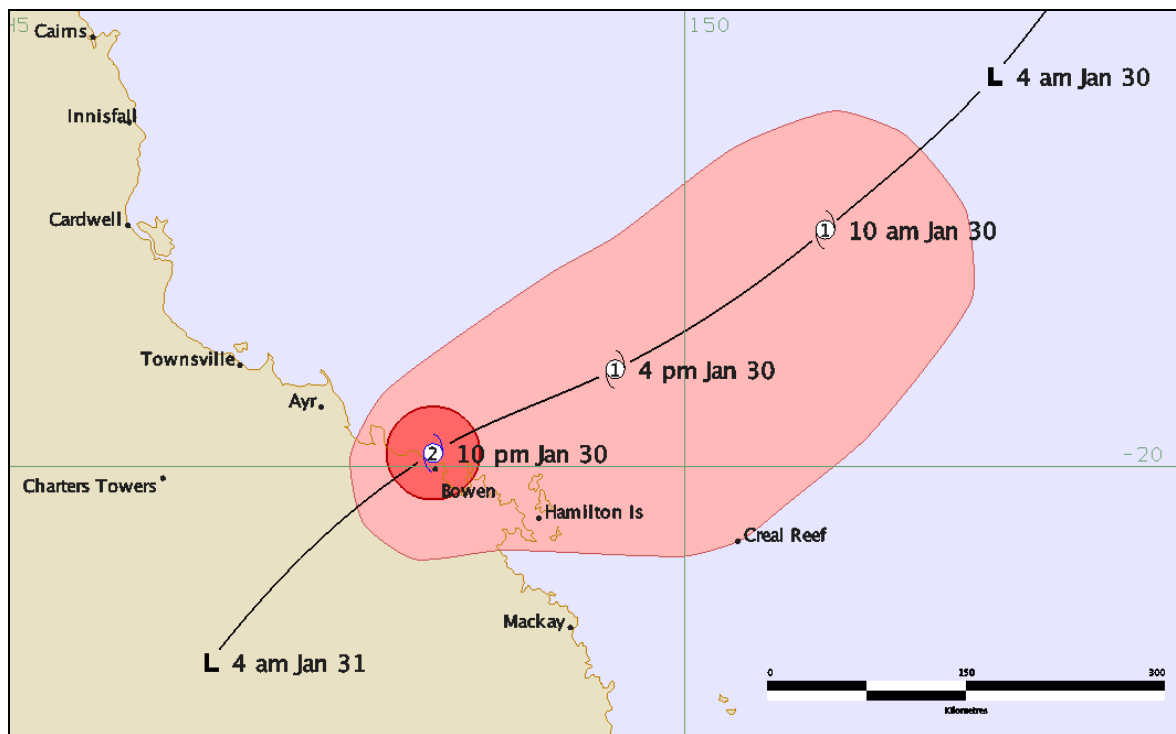 145
150
Cairns
L 4 am Jan 30
Innisfail
Cardwell
1 10 am Jan 30
Townsville
1 4 pm Jan 30
Ayr
2 10 pm Jan 30
-20
Charters Towers
Bowen
Hamilton Is
Creal Reef
Mackay
L 4 am Jan 31
0 150 300
Kilometres